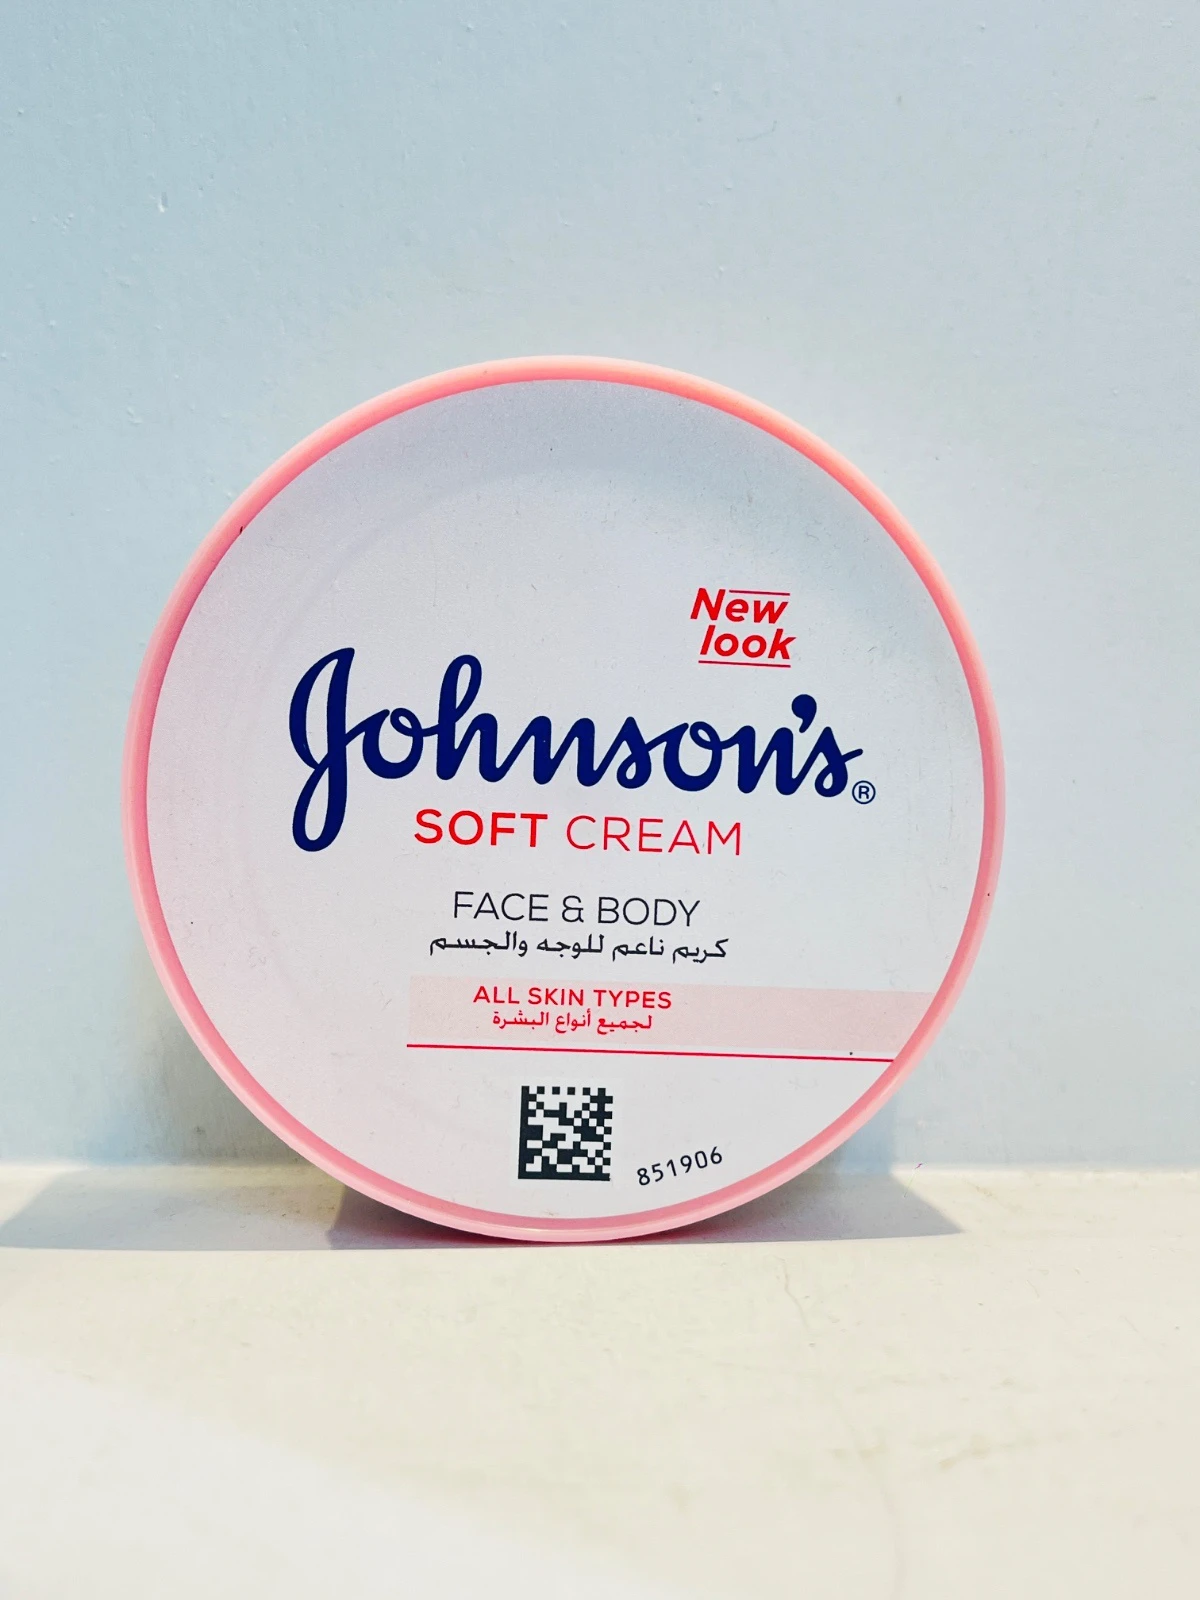 New
look
Johnson's®
SOFT CREAM
FACE & BODY
كريم ناعم للوجه والجسم
ALL SKIN TYPES
لجميع أنواع البشرة
851906